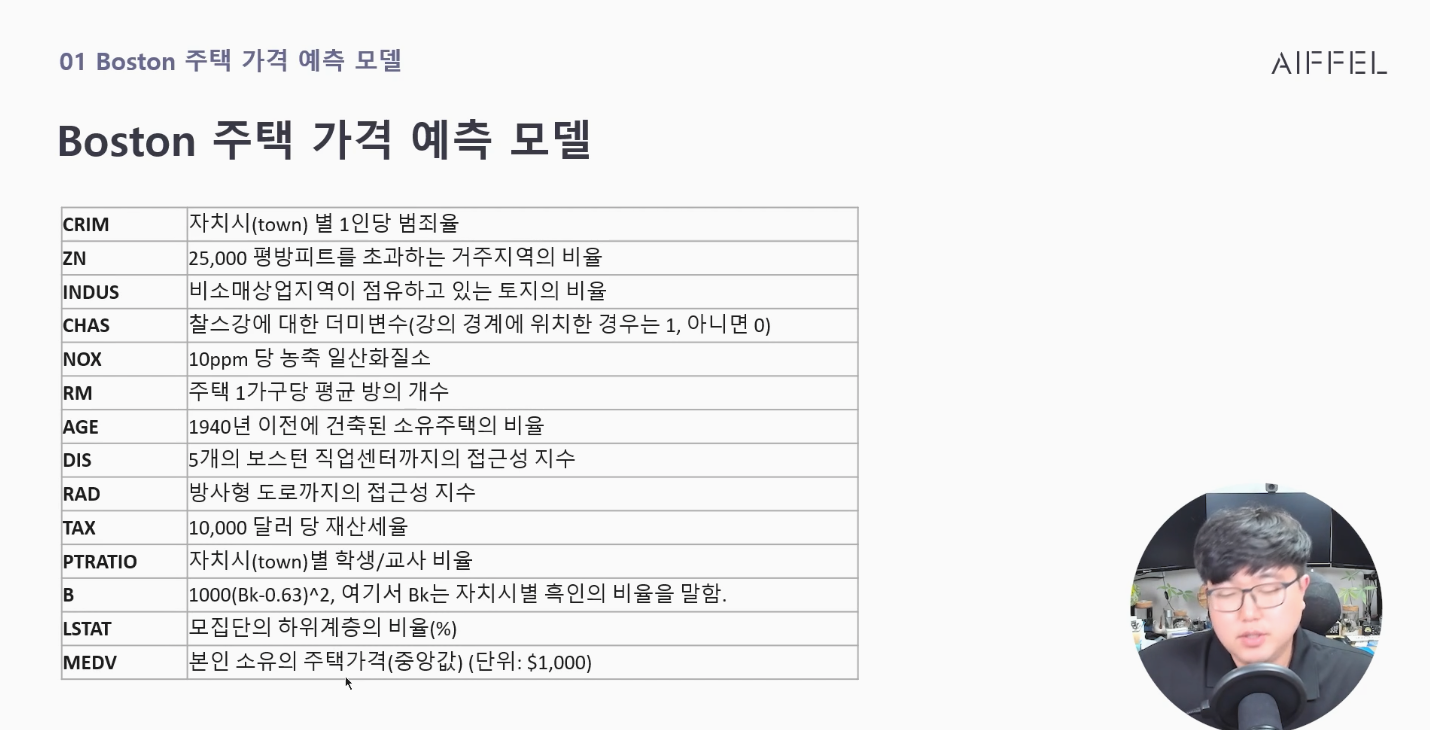 01 Boston 주택 가격 예측 모델
AIFFEL
Boston 주택 가격 예측 모델
CRIM 자치시(town) 별 1인당 범죄율
ZN 25,000 평방피트를 초과하는 거주지역의 비율
INDUS 비소매상업지역이 점유하고 있는 토지의 비율
CHAS 찰스강에 대한 더미변수(강의 경계에 위치한 경우는 1, 아니면 0)
NOX 10ppm 당 농축 일산화질소
RM 주택 1가구당 평균 방의 개수
AGE 1940년 이전에 건축된 소유주택의 비율
DIS 5개의 보스턴 직업센터까지의 접근성 지수
RAD 방사형 도로까지의 접근성 지수
TAX 10,000 달러 당 재산세율
PTRATIO 자치시(town)별 학생/교사 비율
B 1000(Bk-0.63)^2, 여기서 Bk는 자치시별 흑인의 비율을 말함.
LSTAT 모집단의 하위계층의 비율(%)
MEDV 본인 소유의 주택가격(중앙값) (단위: $1,000)